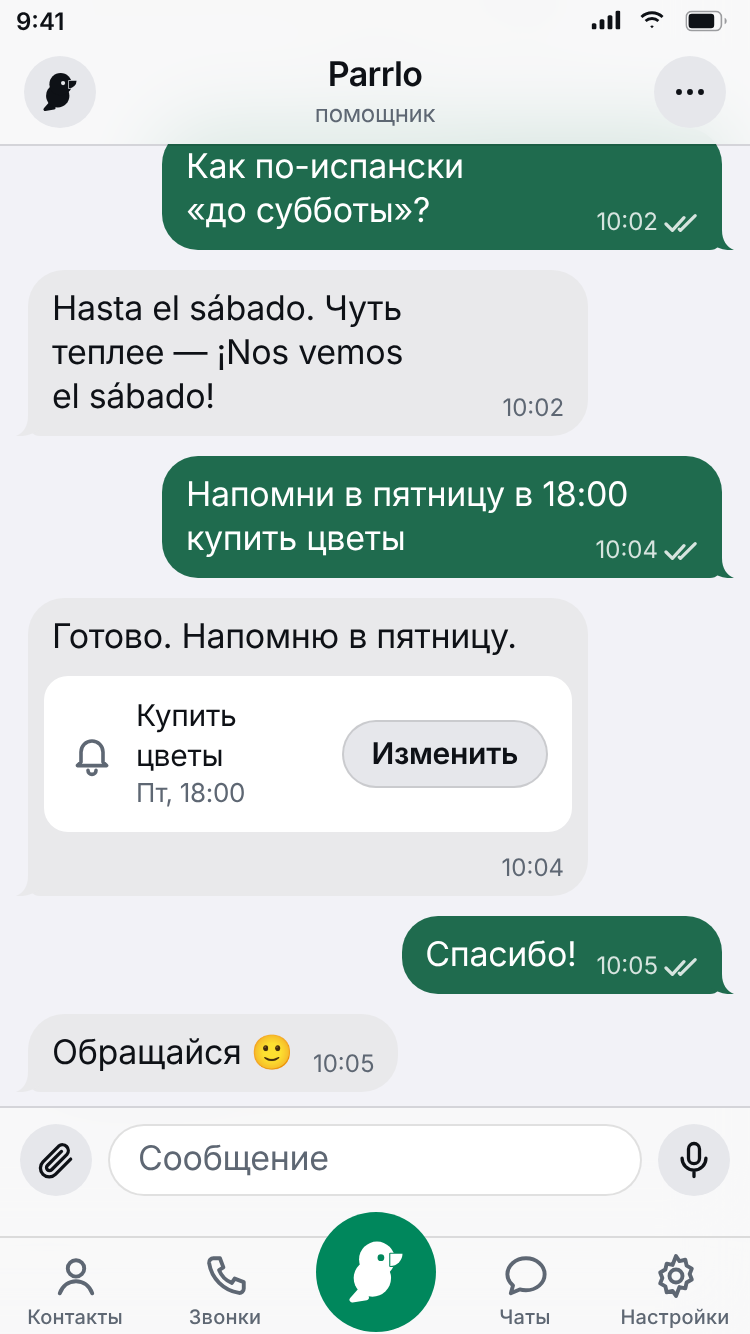 9:41
Parrlo
помощник
Как по-испански
«до субботы»?
10:02
Hasta el sábado. Чуть
теплее — ¡Nos vemos
el sábado!
10:02
Напомни в пятницу в 18:00
купить цветы
10:04
Готово. Напомню в пятницу.
Купить
цветы
Пт, 18:00
Изменить
10:04
Спасибо!
10:05
Обращайся 🙂
10:05
Сообщение
Контакты
Звонки
Чаты
Настройки